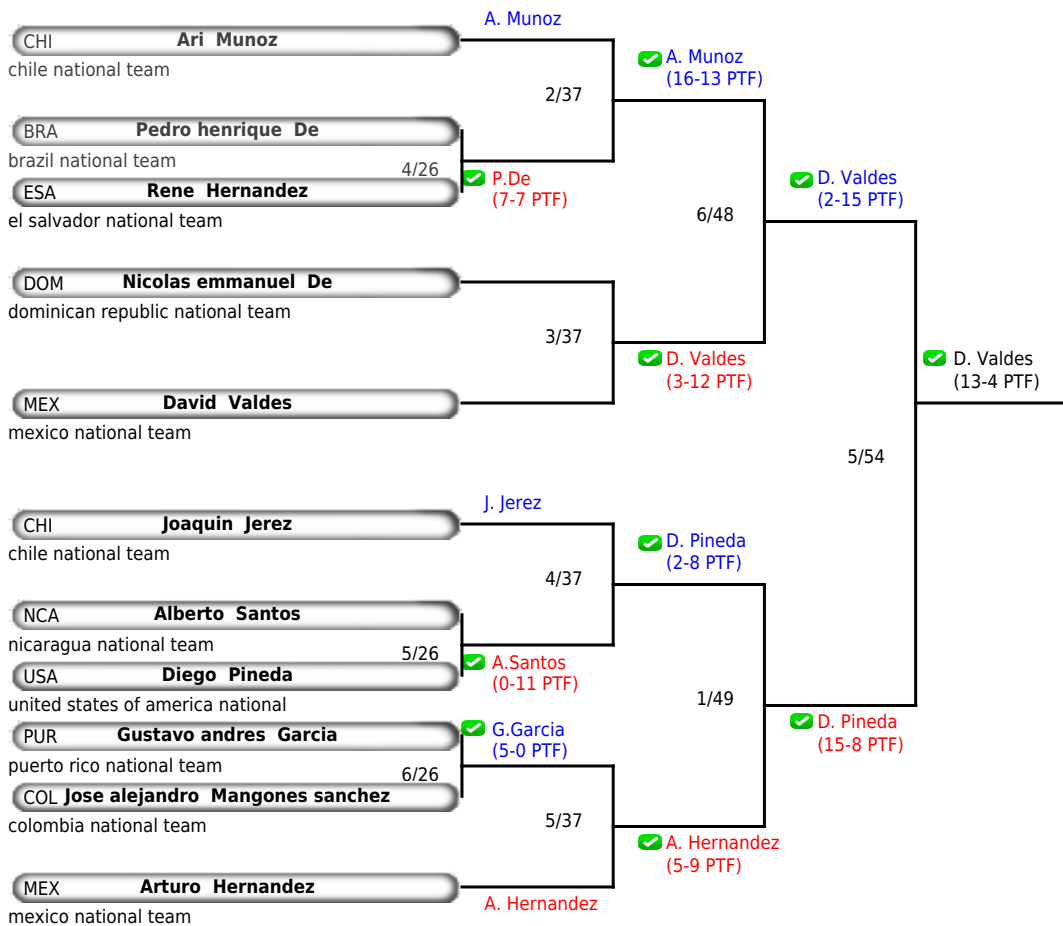 A. Munoz
CHI Ari Munoz
chile national team
A. Munoz
(16-13 PTF)
2/37
BRA Pedro henrique De
brazil national team
4/26
P.De
(7-7 PTF)
ESA Rene Hernandez
el salvador national team
D. Valdes
(2-15 PTF)
6/48
DOM Nicolas emmanuel De
dominican republic national team
3/37
D. Valdes
(3-12 PTF)
D. Valdes
(13-4 PTF)
MEX David Valdes
mexico national team
5/54
J. Jerez
CHI Joaquin Jerez
chile national team
D. Pineda
(2-8 PTF)
4/37
NCA Alberto Santos
nicaragua national team
5/26
A.Santos
(0-11 PTF)
USA Diego Pineda
united states of america national
1/49
D. Pineda
(15-8 PTF)
PUR Gustavo andres Garcia
puerto rico national team
G.Garcia
(5-0 PTF)
6/26
COL Jose alejandro Mangones sanchez
colombia national team
5/37
A. Hernandez
(5-9 PTF)
MEX Arturo Hernandez
mexico national team
A. Hernandez